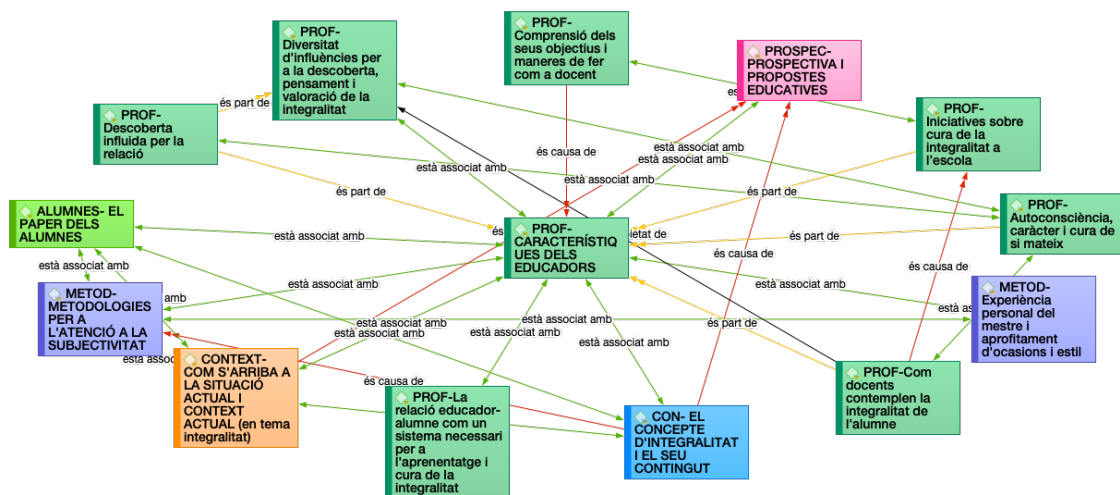 PROF-
Diversitat
d'influències per
a la descoberta,
pensament i
valoració de la
integralitat
PROF-
Comprensió dels
seus objectius i
maneres de fer
com a docent
PROSPEC-
PROSPECTIVA I
PROPOSTES
EDUCATIVES
PROF-
Descoberta
influida per la
relació
és part de
PROF-
Iniciatives sobre
cura de la
integralitat a
l'escola
és causa de
està associat amb
està associat amb
està associat amb
està associat amb
és part de
és part de
ALUMNES- EL
PAPER DELS
ALUMNES
PROF-
CARACTERÍSTIQ
UES DELS
EDUCADORS
PROF-
Autoconsciència,
caràcter i cura de
si mateix
està associat amb
ietat de
és part de
està associat amb
és causa de
és causa de
METOD-
METODOLOGIES
PER A
L'ATENCIÓ A LA
SUBJECTIVITAT
amb
està associat amb
està associat amb
METOD-
Experiència
personal del
mestre i
aprofitament
d'ocasions i estil
està associat amb
està associat amb
és part de
està associat amb
CONTEXT-
COM S'ARRIBA A
LA SITUACIÓ
ACTUAL I
CONTEXT
ACTUAL (en tema
integralitat)
és causa de
PROF-La
relació educador-
alumne com un
sistema necessari
per a
l'aprenentatge i
cura de la
integralitat
CON- EL
CONCEPTE
D'INTEGRALITAT
I EL SEU
CONTINGUT
PROF-Com
docents
contemplen la
integralitat de
l'alumne